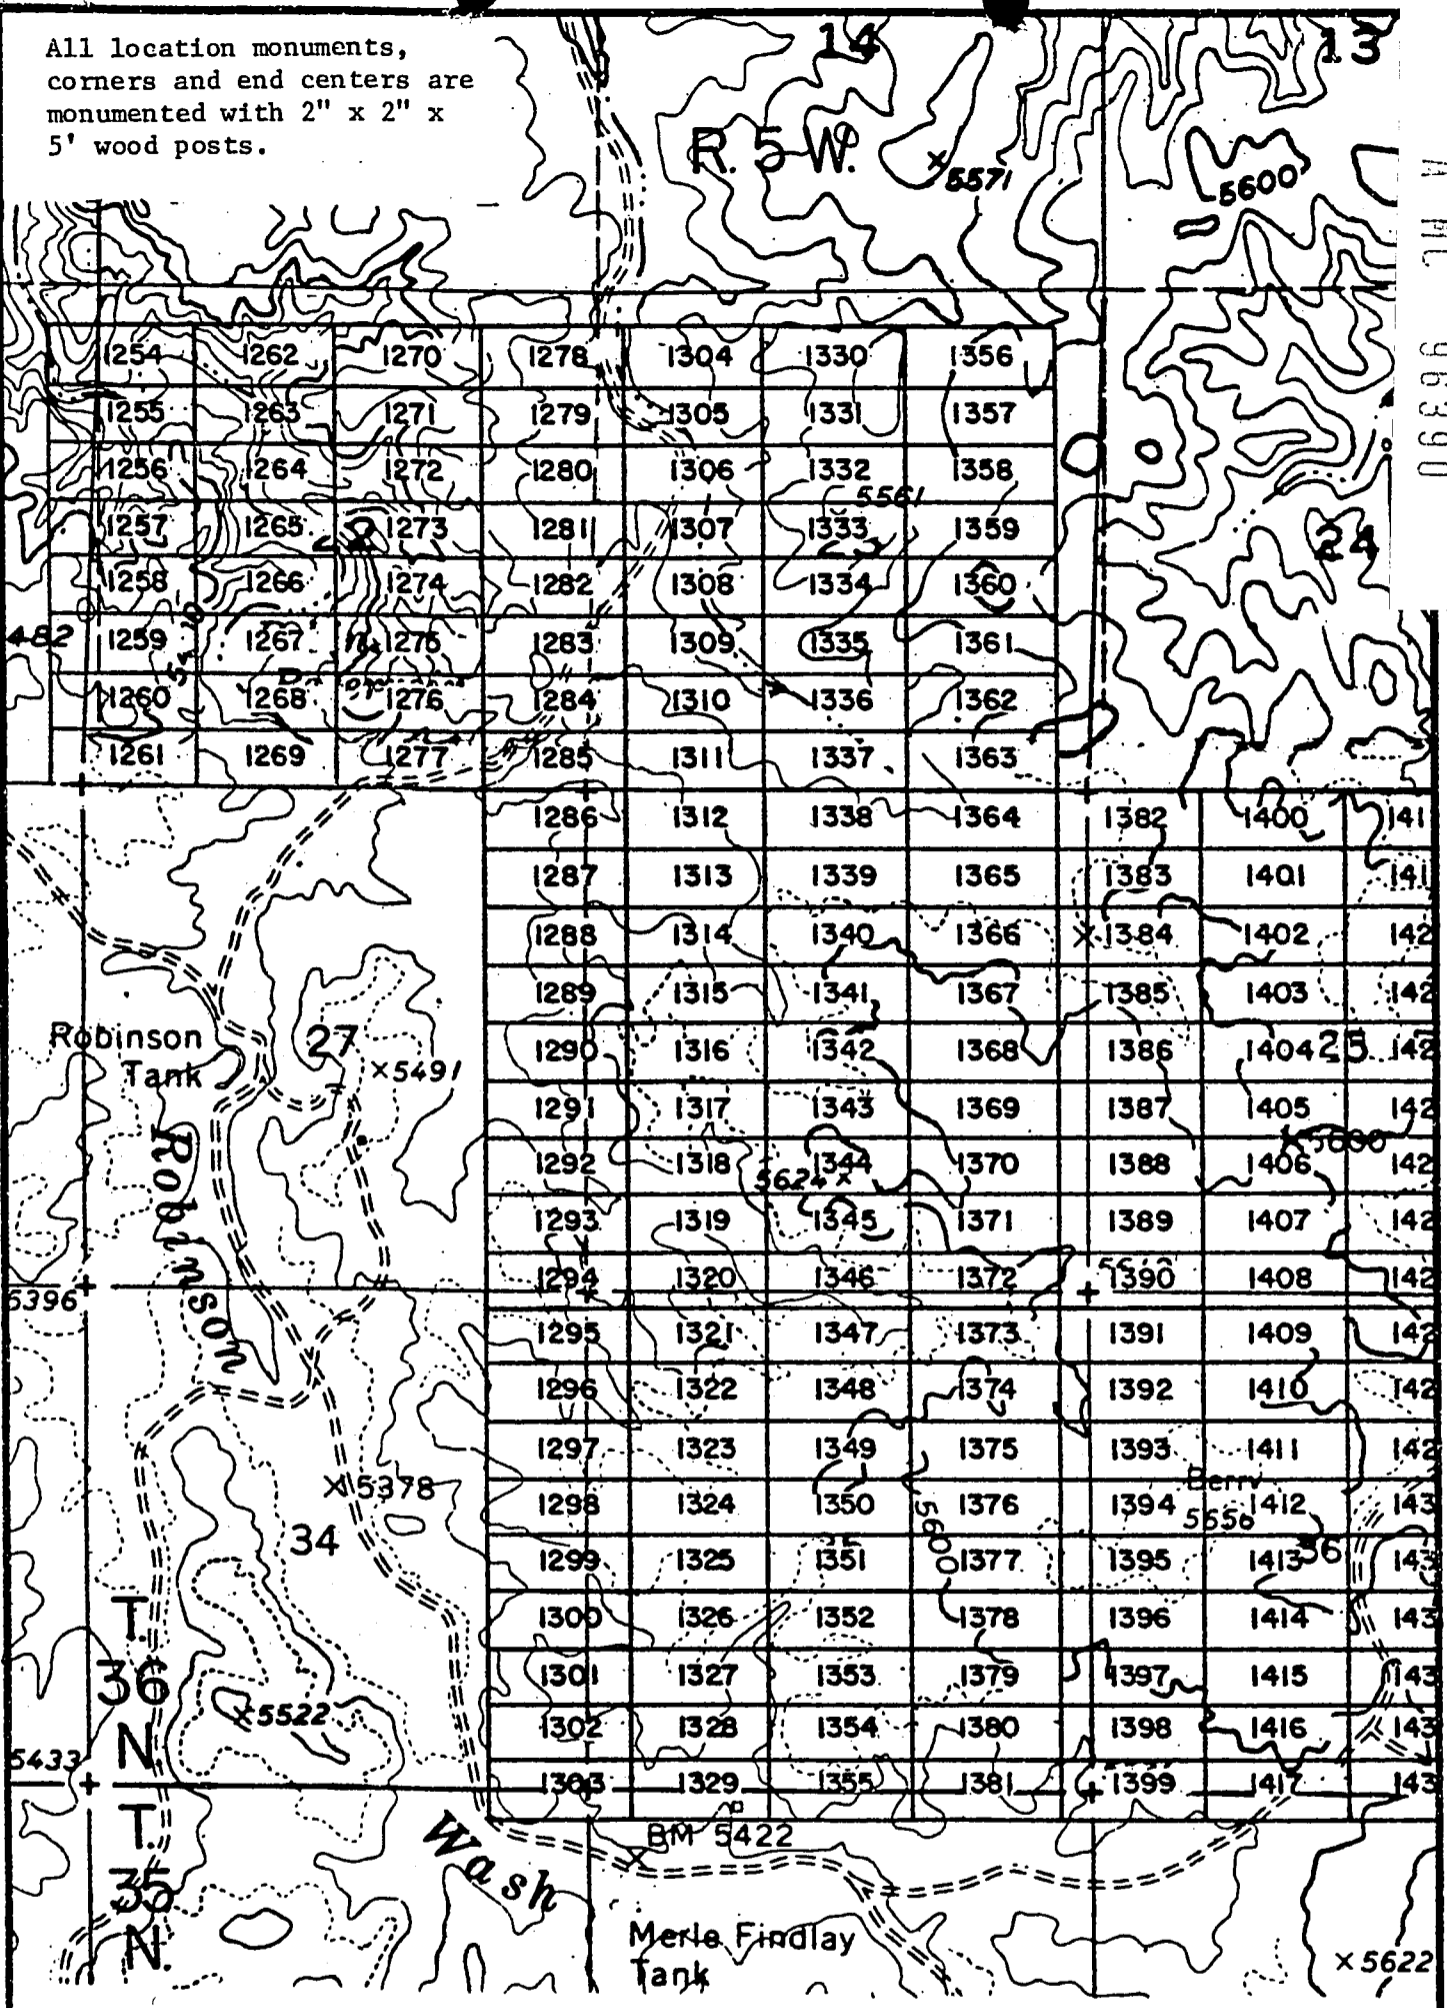 All location monuments,
corners and end centers are
monumented with 2" x 2" x
5' wood posts.
14
13
R. 5 W.
5571
5600
96390
1254 1262 1270 1278 1304 1330 1356
1255 1263 1271 1279 1305 1331 1357
1256 1264 1272 1280 1306 1332 1358
5561
1257 1265 1273 1281 1307 1333 1359
24
1258 1266 1274 1282 1308 1334 1360
1259 1267 1275 1283 1309 1335 1361
1260 1268 1276 1284 1310 1336 1362
1261 1269 1277 1285 1311 1337 1363
1286 1312 1338 1364 1382 1400
1287 1313 1339 1365 1383 1401
1288 1314 1340 1366 1384 1402
1289 1315 1341 1367 1385 1403
Robinson
Tank
27
1290 1316 1342 1368 1386 1404 25
5491
1291 1317 1343 1369 1387 1405
1292 1318 1344 1370 1388 1406
5624
1293 1319 1345 1371 1389 1407
1294 1320 1346 1372 1390 1408
Robinson
5396
1295 1321 1347 1373 1391 1409
1296 1322 1348 1374 1392 1410
1297 1323 1349 1375 1393 1411
5378
1298 1324 1350 1376 1394 1412
5600
34
1299 1325 1351 1377 1395 1413 36
1300 1326 1352 1378 1396 1414
1301 1327 1353 1379 1397 1415
T.
36
N
5522
1302 1328 1354 1380 1398 1416
5433
1303 1329 1355 1381 1399 1417
T.
35
N.
Wash
BM 5422
Merle Findlay
Tank
5622